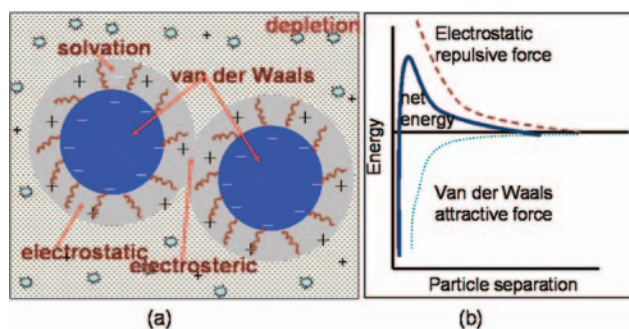 depletion
solvation
van der Waals
electrostatic
electrosteric
(a)
Electrostatic
repulsive force
net
energy
Energy
Van der Waals
attractive force
Particle separation
(b)